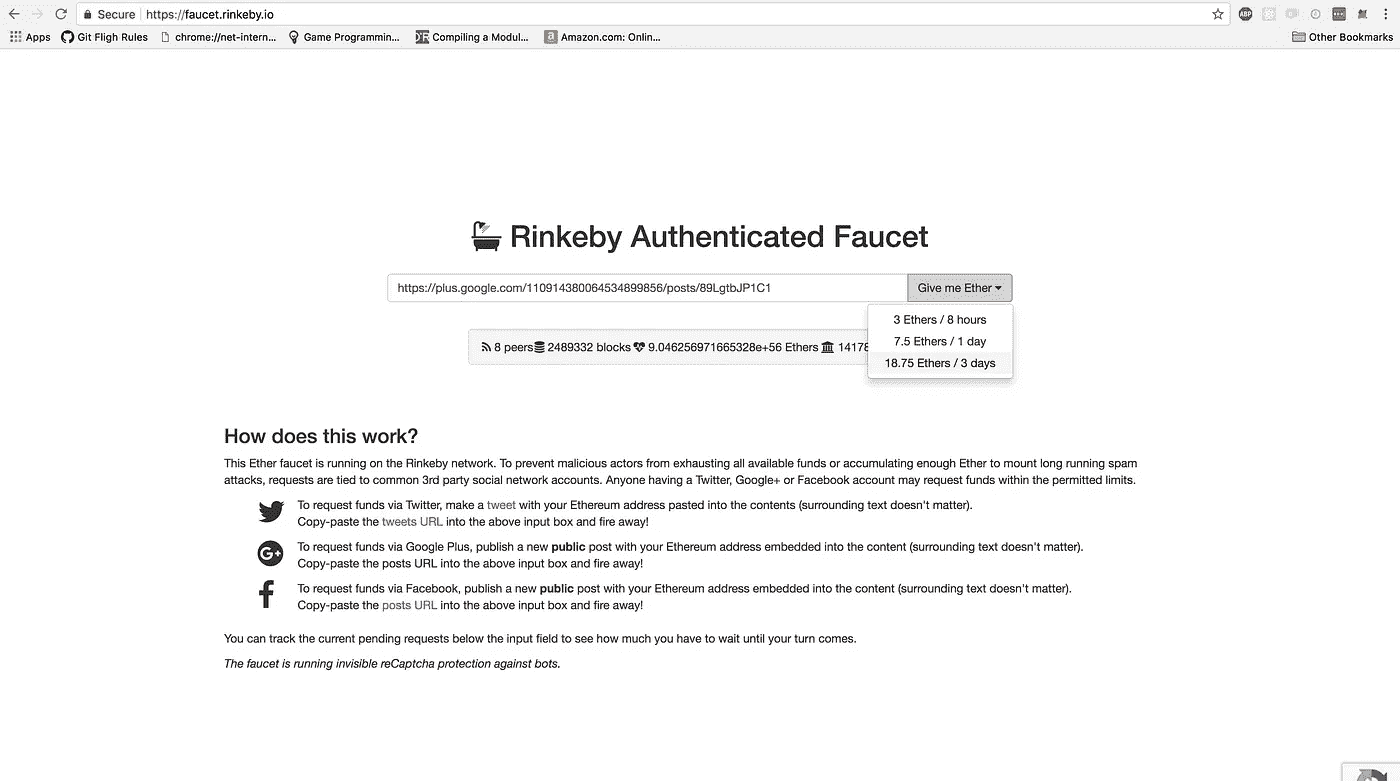 Secure https://faucet.rinkeby.io
Apps Git Fligh Rules chrome://net-intern... Game Programmin... Compiling a Modul... Amazon.com: Onlin... Other Bookmarks
Rinkeby Authenticated Faucet
https://plus.google.com/110914380064534899856/posts/89LgtbJP1C1 Give me Ether
3 Ethers / 8 hours
7.5 Ethers / 1 day
18.75 Ethers / 3 days
8 peers 2489332 blocks 9.046256971665328e+56 Ethers 14178
How does this work?
This Ether faucet is running on the Rinkeby network. To prevent malicious actors from exhausting all available funds or accumulating enough Ether to mount long running spam
attacks, requests are tied to common 3rd party social network accounts. Anyone having a Twitter, Google+ or Facebook account may request funds within the permitted limits.
To request funds via Twitter, make a tweet with your Ethereum address pasted into the contents (surrounding text doesn't matter).
Copy-paste the tweets URL into the above input box and fire away!
G+ To request funds via Google Plus, publish a new public post with your Ethereum address embedded into the content (surrounding text doesn't matter).
Copy-paste the posts URL into the above input box and fire away!
f To request funds via Facebook, publish a new public post with your Ethereum address embedded into the content (surrounding text doesn't matter).
Copy-paste the posts URL into the above input box and fire away!
You can track the current pending requests below the input field to see how much you have to wait until your turn comes.
The faucet is running invisible reCaptcha protection against bots.